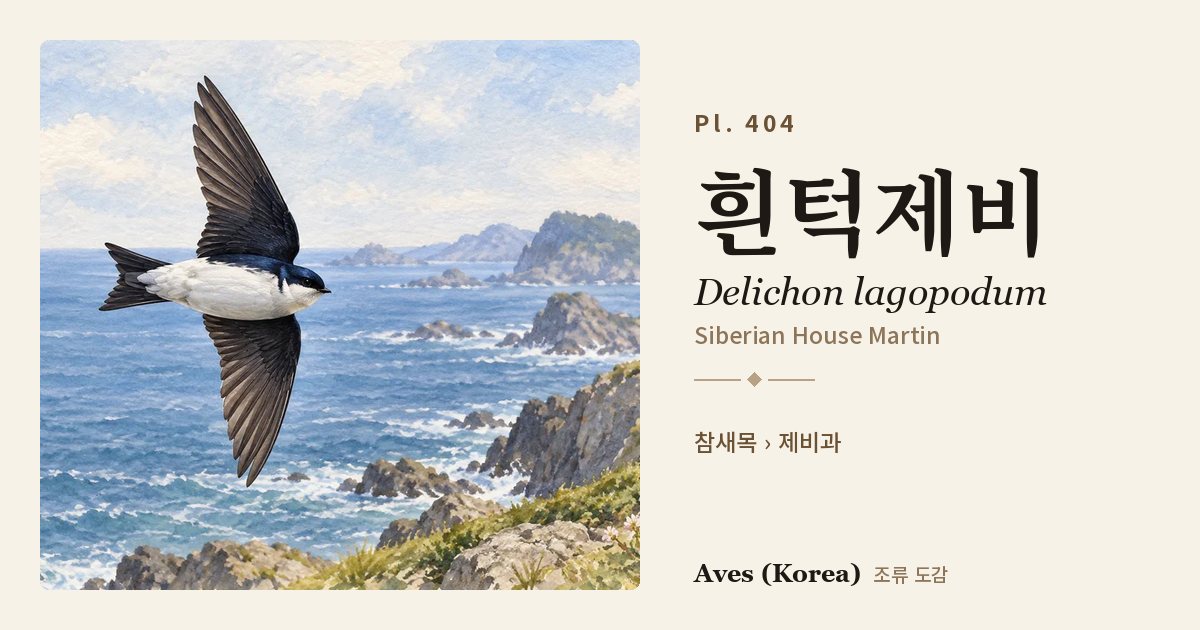 Pl. 404
흰턱제비
Delichon lagopodum
Siberian House Martin
참새목 › 제비과
Aves (Korea) 조류 도감